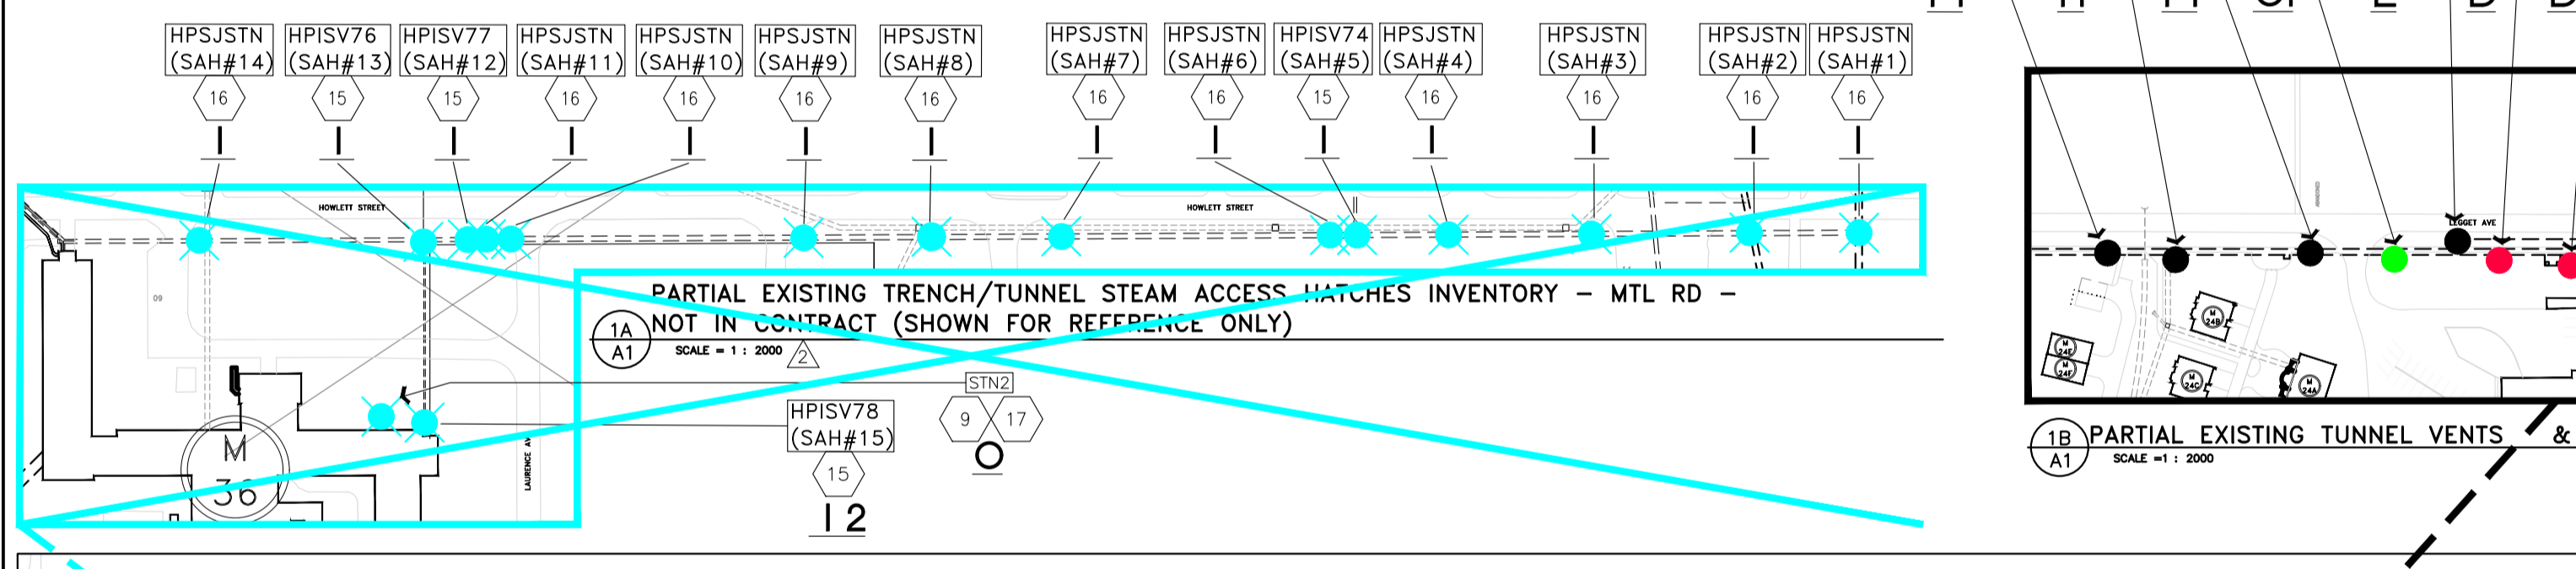 HPSJSTN
(SAH#14)
16
I
HPISV76
(SAH#13)
15
I
HPISV77
(SAH#12)
15
I
HPSJSTN
(SAH#11)
16
I
HPSJSTN
(SAH#10)
16
I
HPSJSTN
(SAH#9)
16
I
HPSJSTN
(SAH#8)
16
I
HPSJSTN
(SAH#7)
16
I
HPSJSTN
(SAH#6)
16
I
HPISV74
(SAH#5)
15
I
HPSJSTN
(SAH#4)
16
I
HPSJSTN
(SAH#3)
16
I
HPSJSTN
(SAH#2)
16
I
HPSJSTN
(SAH#1)
16
I
HOWLETT STREET
HOWLETT STREET
09
PARTIAL EXISTING TRENCH/TUNNEL STEAM ACCESS HATCHES INVENTORY – MTL RD –
NOT IN CONTRACT (SHOWN FOR REFERENCE ONLY)
1A
A1
SCALE = 1 : 2000
2
STN2
9
17
O
HPISV78
(SAH#15)
15
12
M
36
LAURENCE AV
LEGGET AVE
M
24B
M
24E
M
24F
M
24C
M
24A
1B
A1
PARTIAL EXISTING TUNNEL VENTS &
SCALE =1 : 2000